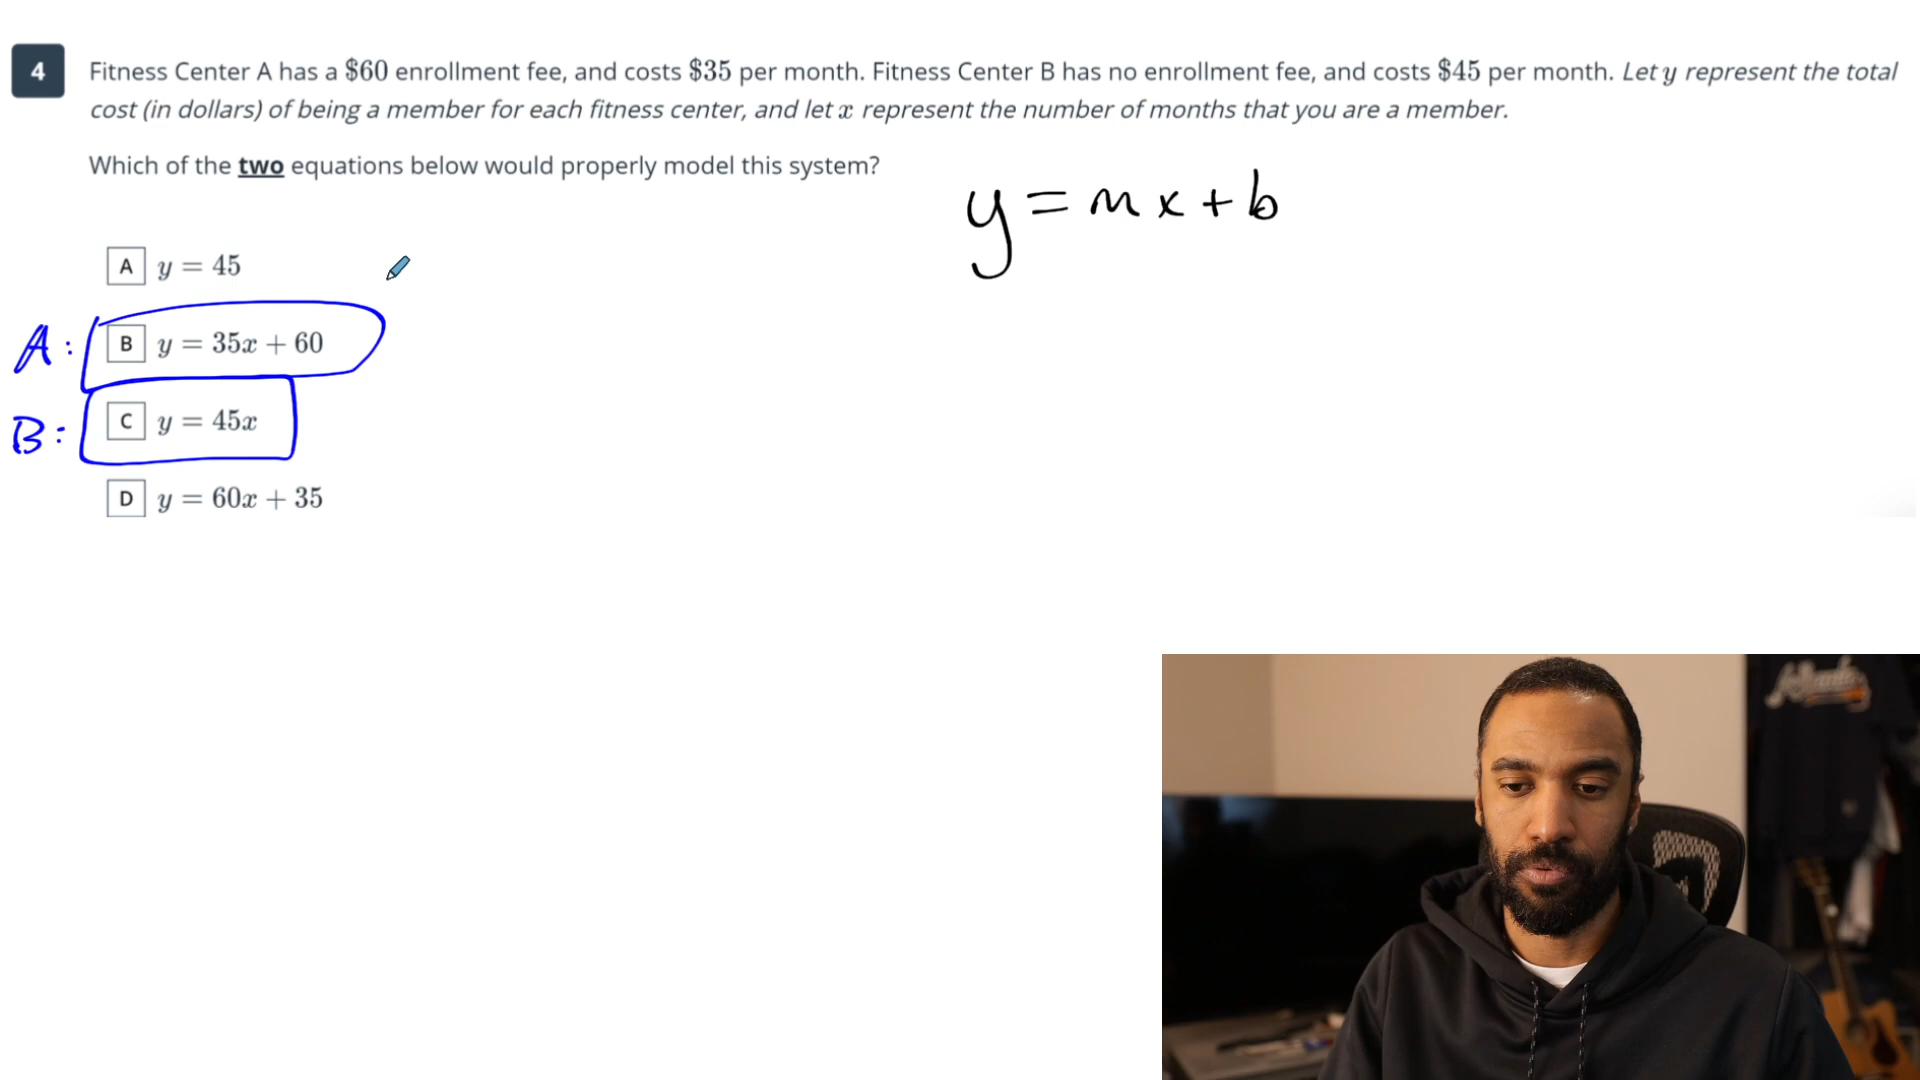 4 Fitness Center A has a $60 enrollment fee, and costs $35 per month. Fitness Center B has no enrollment fee, and costs $45 per month. Let y represent the total
cost (in dollars) of being a member for each fitness center, and let x represent the number of months that you are a member.
Which of the two equations below would properly model this system?
y = mx + b
A y = 45
A: B y = 35x + 60
B: C y = 45x
D y = 60x + 35